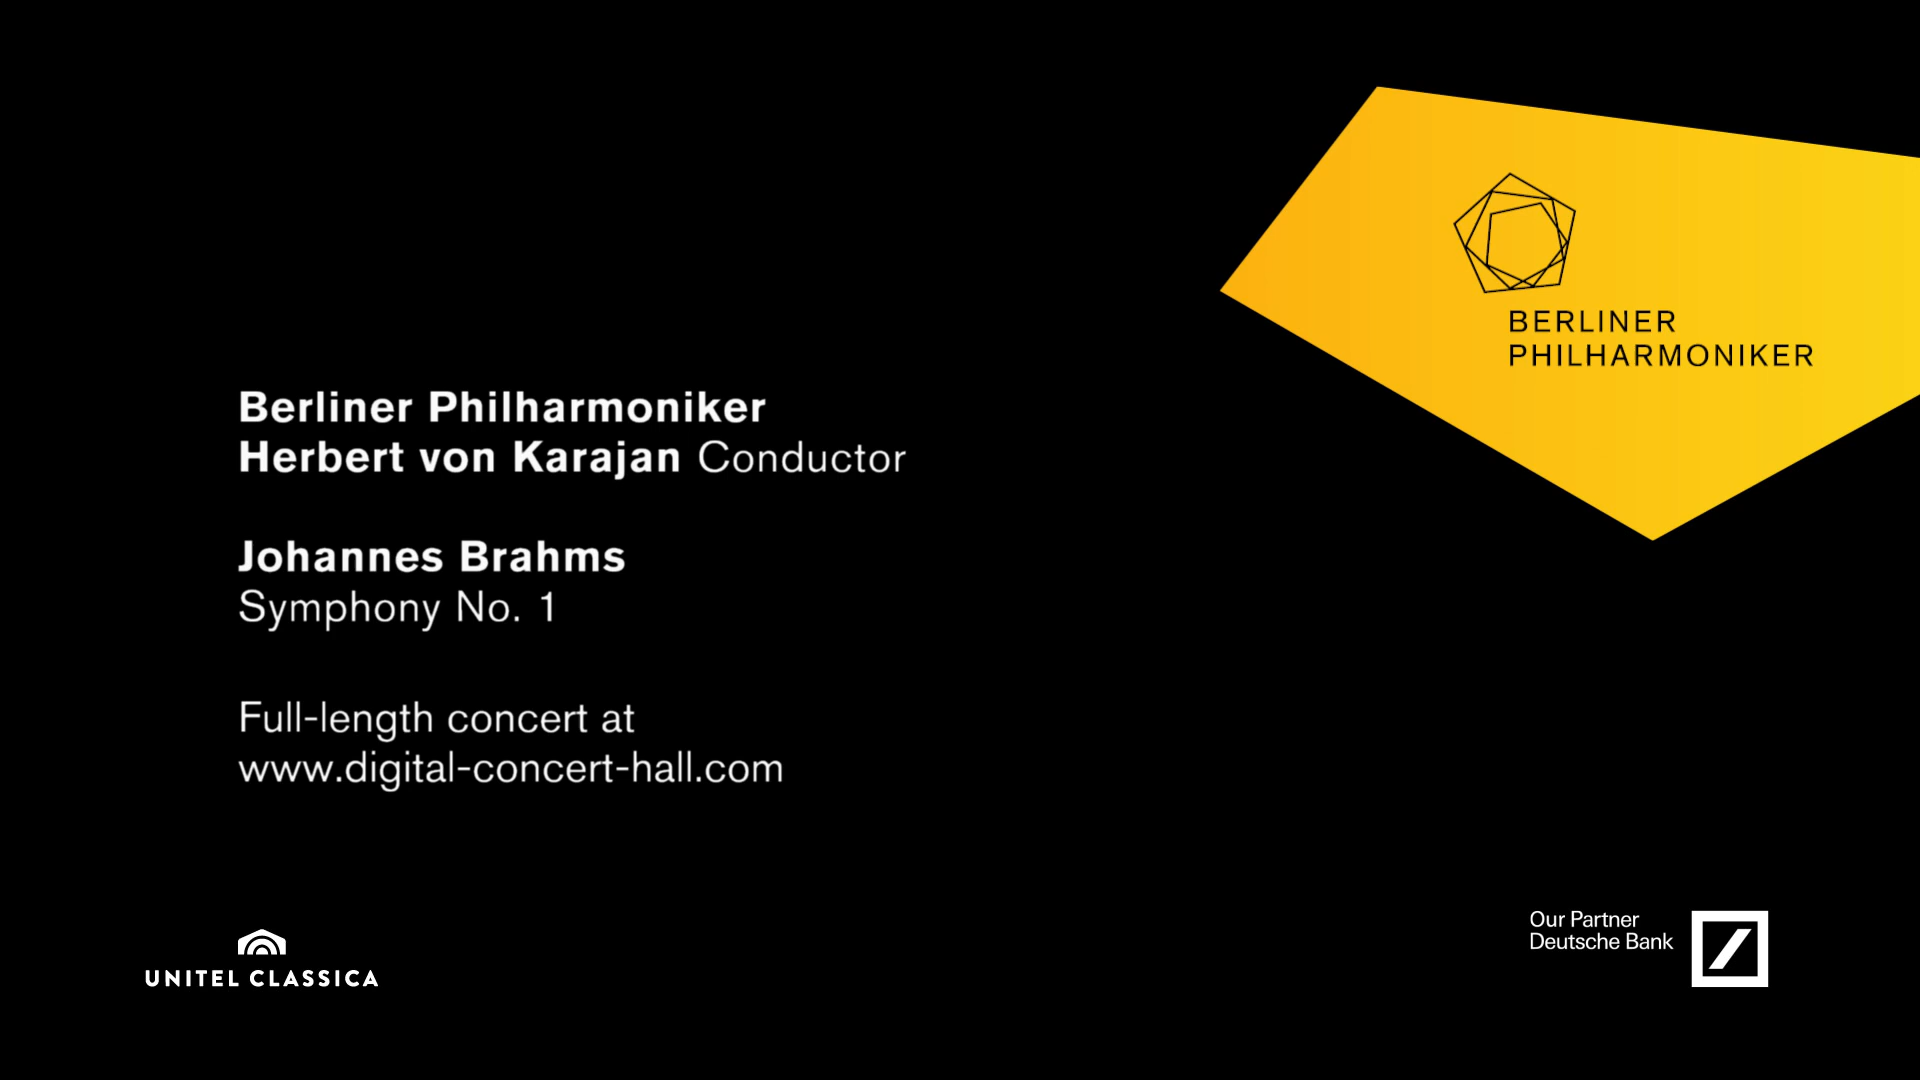 BERLINER
PHILHARMONIKER
Berliner Philharmoniker
Herbert von Karajan Conductor
Johannes Brahms
Symphony No. 1
Full-length concert at
www.digital-concert-hall.com
UNITEL CLASSICA
Our Partner
Deutsche Bank